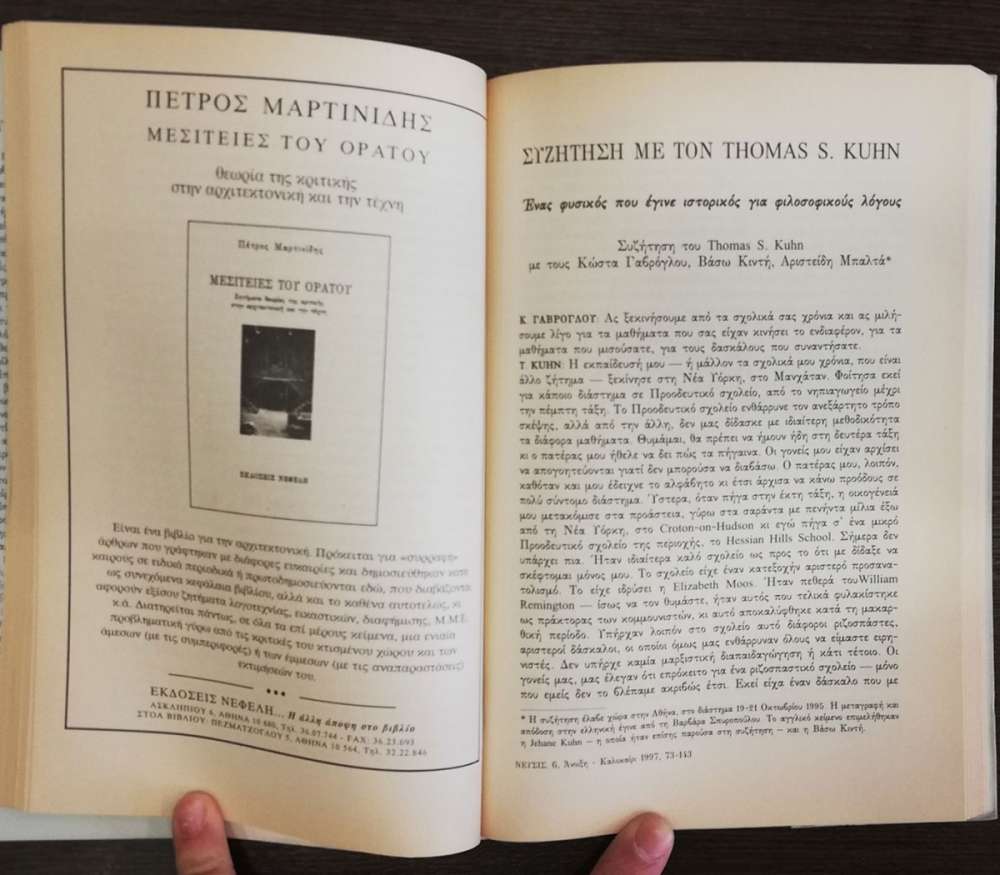 ΠΕΤΡΟΣ ΜΑΡΤΙΝΙΔΗΣ
ΜΕΣΙΤΕΙΕΣ ΤΟΥ ΟΡΑΤΟΥ
θεωρία της κριτικής
στην αρχιτεκτονική και την τέχνη
Πέτρος Μαρτινίδης
ΜΕΣΙΤΕΙΕΣ ΤΟΥ ΟΡΑΤΟΥ
Ζητήματα θεωρίας της κριτικής
στην αρχιτεκτονική και την τέχνη
ΕΚΔΟΣΕΙΣ ΝΕΦΕΛΗ
Είναι ένα βιβλίο για την αρχιτεκτονική. Πρόκειται για «συρραφή»
άρθρων που γράφτηκαν με διάφορες ευκαιρίες και δημοσιεύθηκαν κατά
καιρούς σε ειδικά περιοδικά ή πρωτοδημοσιεύονται εδώ, που διαβάζονται
ως συνεχόμενα κεφάλαια βιβλίου, αλλά και το καθένα αυτοτελώς, κι
αφορούν εξίσου ζητήματα λογοτεχνίας, εικαστικών, διαφήμισης, Μ.Μ.Ε.
κ.ά. Διατηρείται πάντως, σε όλα τα επί μέρους κείμενα, μια ενιαία
προβληματική γύρω από τις κριτικές του κτισμένου χώρου και των
άμεσων (με τις συμπεριφορές) ή των έμμεσων (με τις αναπαραστάσεις)
εκτιμήσεών του.
ΕΚΔΟΣΕΙΣ ΝΕΦΕΛΗ... Η άλλη άποψη στο βιβλίο
ΑΣΚΛΗΠΙΟΥ 6, ΑΘΗΝΑ 10 680, Τηλ. 36.07.744 - FAX: 36.23.093
ΣΤΟΑ ΒΙΒΛΙΟΥ: ΠΕΖΜΑΤΖΟΓΛΟΥ 5, ΑΘΗΝΑ 10 564, Τηλ. 32.22.846
ΣΥΖΗΤΗΣΗ ΜΕ ΤΟΝ THOMAS S. KUHN
Ένας φυσικός που έγινε ιστορικός για φιλοσοφικούς λόγους
Συζήτηση του Thomas S. Kuhn
με τους Κώστα Γαβρόγλου, Βάσω Κιντή, Αριστείδη Μπαλτά*
Κ. ΓΑΒΡΟΓΛΟΥ: Ας ξεκινήσουμε από τα σχολικά σας χρόνια και ας μιλή-
σουμε λίγο για τα μαθήματα που σας είχαν κινήσει το ενδιαφέρον, για τα
μαθήματα που μισούσατε, για τους δασκάλους που συναντήσατε.
T. KUHN: Η εκπαίδευσή μου — ή μάλλον τα σχολικά μου χρόνια, που είναι
άλλο ζήτημα — ξεκίνησε στη Νέα Υόρκη, στο Μανχάταν. Φοίτησα εκεί
για κάποιο διάστημα σε Προοδευτικό σχολείο, από το νηπιαγωγείο μέχρι
την πέμπτη τάξη. Το Προοδευτικό σχολείο ενθάρρυνε τον ανεξάρτητο τρόπο
σκέψης, αλλά από την άλλη, δεν μας δίδασκε με ιδιαίτερη μεθοδικότητα
τα διάφορα μαθήματα. Θυμάμαι, θα πρέπει να ήμουν ήδη στη δευτέρα τάξη
κι ο πατέρας μου ήθελε να δει πώς τα πήγαινα. Οι γονείς μου είχαν αρχίσει
να απογοητεύονται γιατί δεν μπορούσα να διαβάσω. Ο πατέρας μου, λοιπόν,
καθόταν και μου έδειχνε το αλφάβητο κι έτσι άρχισα να κάνω προόδους σε
πολύ σύντομο διάστημα. Ύστερα, όταν πήγα στην έκτη τάξη, η οικογένειά
μου μετακόμισε στα προάστεια, γύρω στα σαράντα με πενήντα μίλια έξω
από τη Νέα Υόρκη, στο Croton-on-Hudson κι εγώ πήγα σ' ένα μικρό
Προοδευτικό σχολείο της περιοχής, το Hessian Hills School. Σήμερα δεν
υπάρχει πια. Ήταν ιδιαίτερα καλό σχολείο ως προς το ότι με δίδαξε να
σκέφτομαι μόνος μου. Το σχολείο είχε έναν κατεξοχήν αριστερό προσανα-
τολισμό. Το είχε ιδρύσει η Elizabeth Moos. Ήταν πεθερά του William
Remington — ίσως να τον θυμάστε, ήταν αυτός που τελικά φυλακίστηκε
ως πράκτορας των κομμουνιστών, κι αυτό αποκαλύφθηκε κατά τη μακαρ-
θική περίοδο. Υπήρχαν λοιπόν στο σχολείο αυτό διάφοροι ριζοσπάστες,
αριστεροί δάσκαλοι, οι οποίοι όμως μας ενθάρρυναν όλους να είμαστε ειρη-
νιστές. Δεν υπήρχε καμία μαρξιστική διαπαιδαγώγηση ή κάτι τέτοιο. Οι
γονείς μας, μας έλεγαν ότι επρόκειτο για ένα ριζοσπαστικό σχολείο — μόνο
που εμείς δεν το βλέπαμε ακριβώς έτσι. Εκεί είχα έναν δάσκαλο που με
* Η συζήτηση έλαβε χώρα στην Αθήνα, στο διάστημα 19-21 Οκτωβρίου 1995. Η μεταγραφή και
απόδοση στην ελληνική έγινε από τη Βαρβάρα Σπυροπούλου. Το αγγλικό κείμενο επιμελήθηκαν
η Jehane Kuhn — η οποία ήταν επίσης παρούσα στη συζήτηση — και η Βάσω Κιντή.
ΝΕΥΣΙΣ 6, Άνοιξη - Καλοκαίρι 1997, 73-143